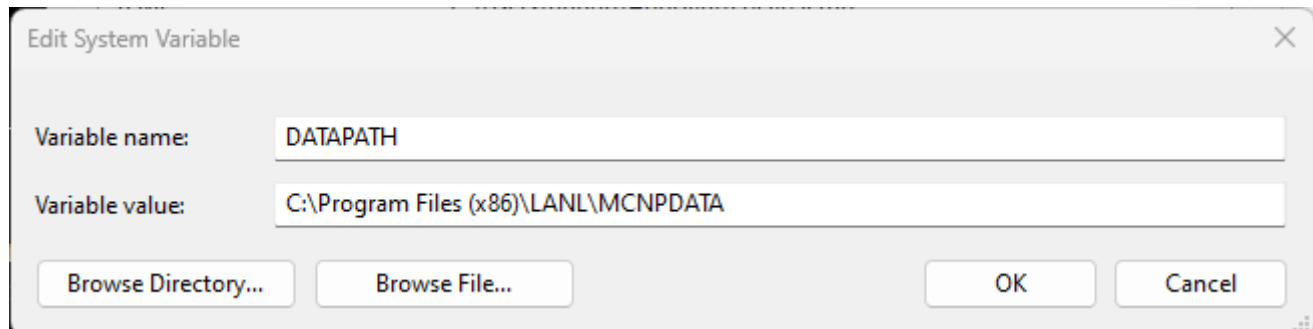 Edit System Variable
Variable name: DATAPATH
Variable value: C:\Program Files (x86)\LANL\MCNPDATA
Browse Directory... Browse File... OK Cancel